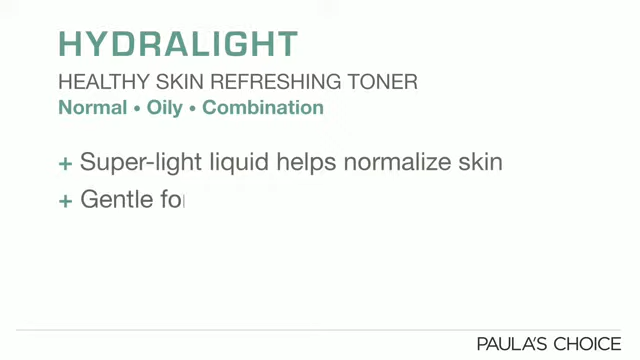 HYDRALIGHT
HEALTHY SKIN REFRESHING TONER
Normal • Oily • Combination
+ Super-light liquid helps normalize skin
+ Gentle
PAULA'S CHOICE